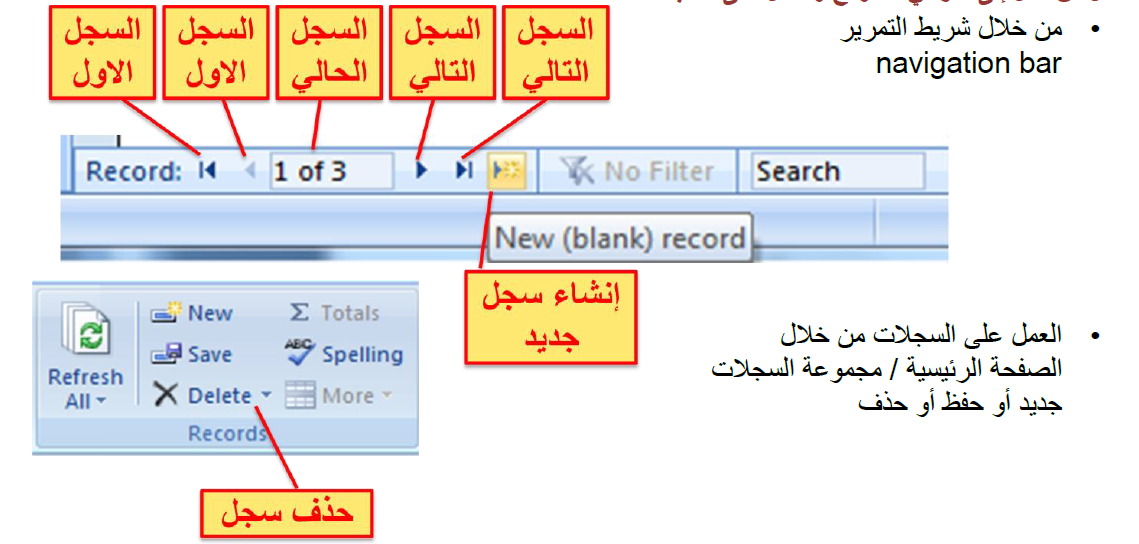 • من خلال شريط التمرير
navigation bar
السجل الاول
السجل الاول
السجل الحالي
السجل التالي
السجل التالي
Record: 1 of 3 No Filter Search
New (blank) record
إنشاء سجل جديد
• العمل على السجلات من خلال
الصفحة الرئيسية / مجموعة السجلات
جديد أو حفظ أو حذف
Refresh All
New
Save
Delete
Σ Totals
ABC Spelling
More
Records
حذف سجل